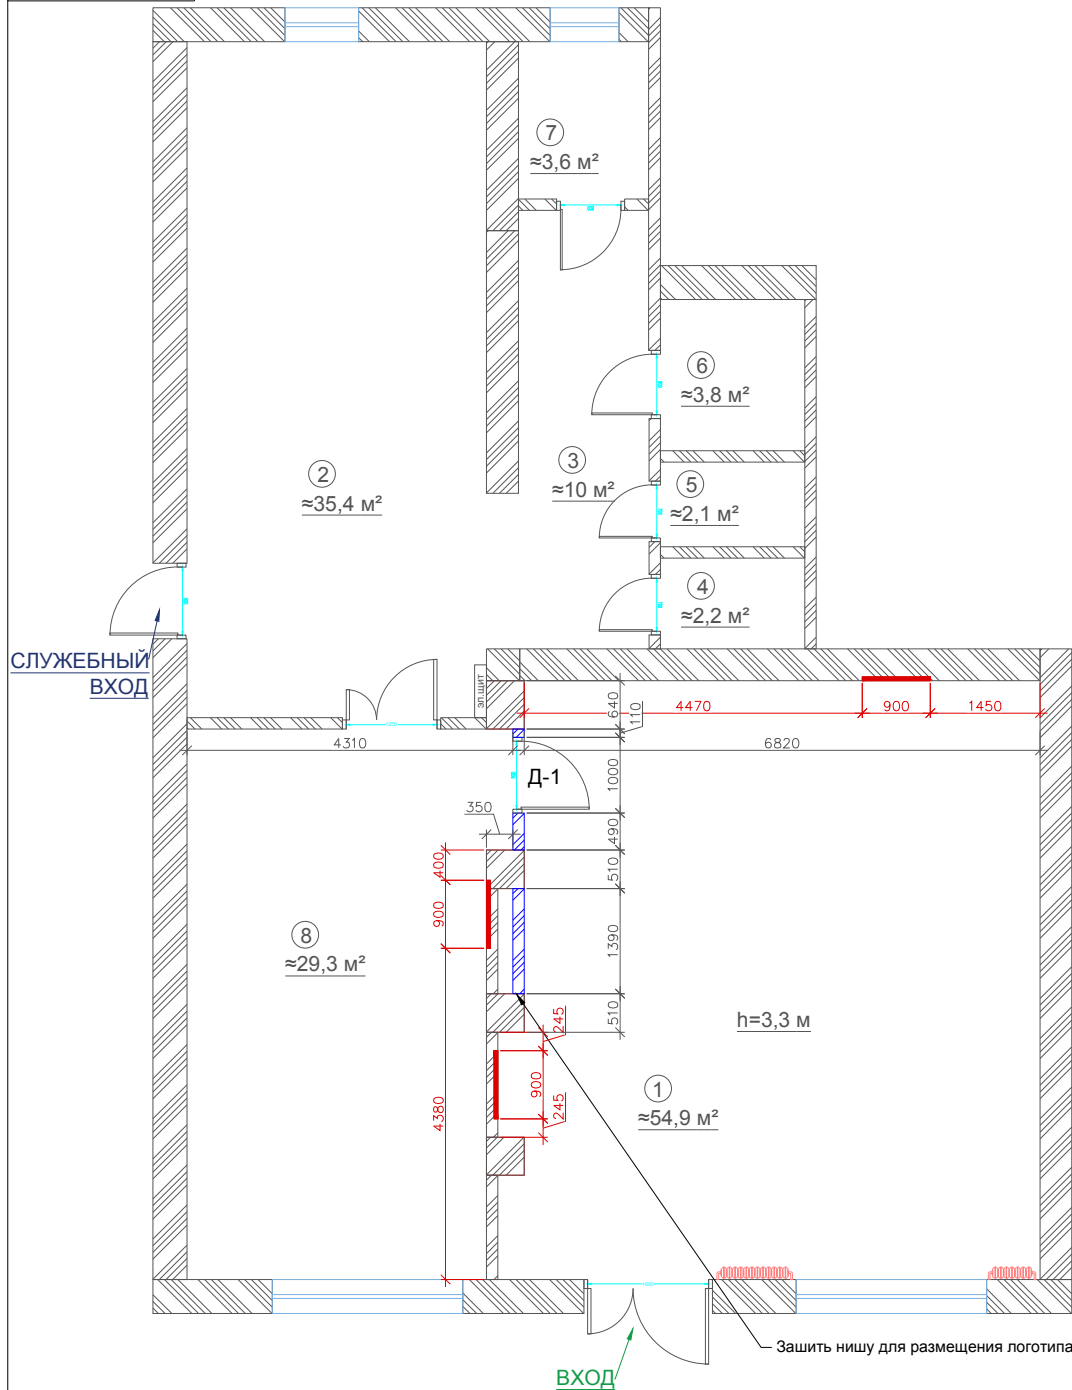 7
≈3,6 м²
6
≈3,8 м²
3
≈10 м²
2
≈35,4 м²
5
≈2,1 м²
4
≈2,2 м²
СЛУЖЕБНЫЙ
ВХОД
эл.щит
640
110
4470
900
1450
4310
6820
Д-1
1000
350
490
400
510
900
1390
8
≈29,3 м²
510
245
h=3,3 м
900
1
≈54,9 м²
245
4380
Зашить нишу для размещения логотипа
ВХОД